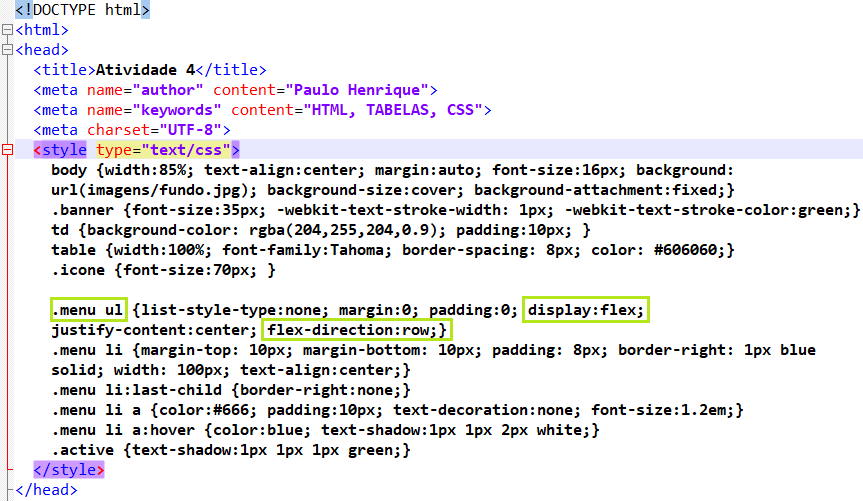 <!DOCTYPE html>
<html>
<head>
<title>Atividade 4</title>
<meta name="author" content="Paulo Henrique">
<meta name="keywords" content="HTML, TABELAS, CSS">
<meta charset="UTF-8">
<style type="text/css">
body {width:85%; text-align:center; margin:auto; font-size:16px; background:
url(imagens/fundo.jpg); background-size:cover; background-attachment:fixed;}
.banner {font-size:35px; -webkit-text-stroke-width: 1px; -webkit-text-stroke-color:green;}
td {background-color: rgba(204,255,204,0.9); padding:10px; }
table {width:100%; font-family:Tahoma; border-spacing: 8px; color: #606060;}
.icone {font-size:70px; }
.menu ul {list-style-type:none; margin:0; padding:0; display:flex;
justify-content:center; flex-direction:row;}
.menu li {margin-top: 10px; margin-bottom: 10px; padding: 8px; border-right: 1px blue
solid; width: 100px; text-align:center;}
.menu li:last-child {border-right:none;}
.menu li a {color:#666; padding:10px; text-decoration:none; font-size:1.2em;}
.menu li a:hover {color:blue; text-shadow:1px 1px 2px white;}
.active {text-shadow:1px 1px 1px green;}
</style>
</head>